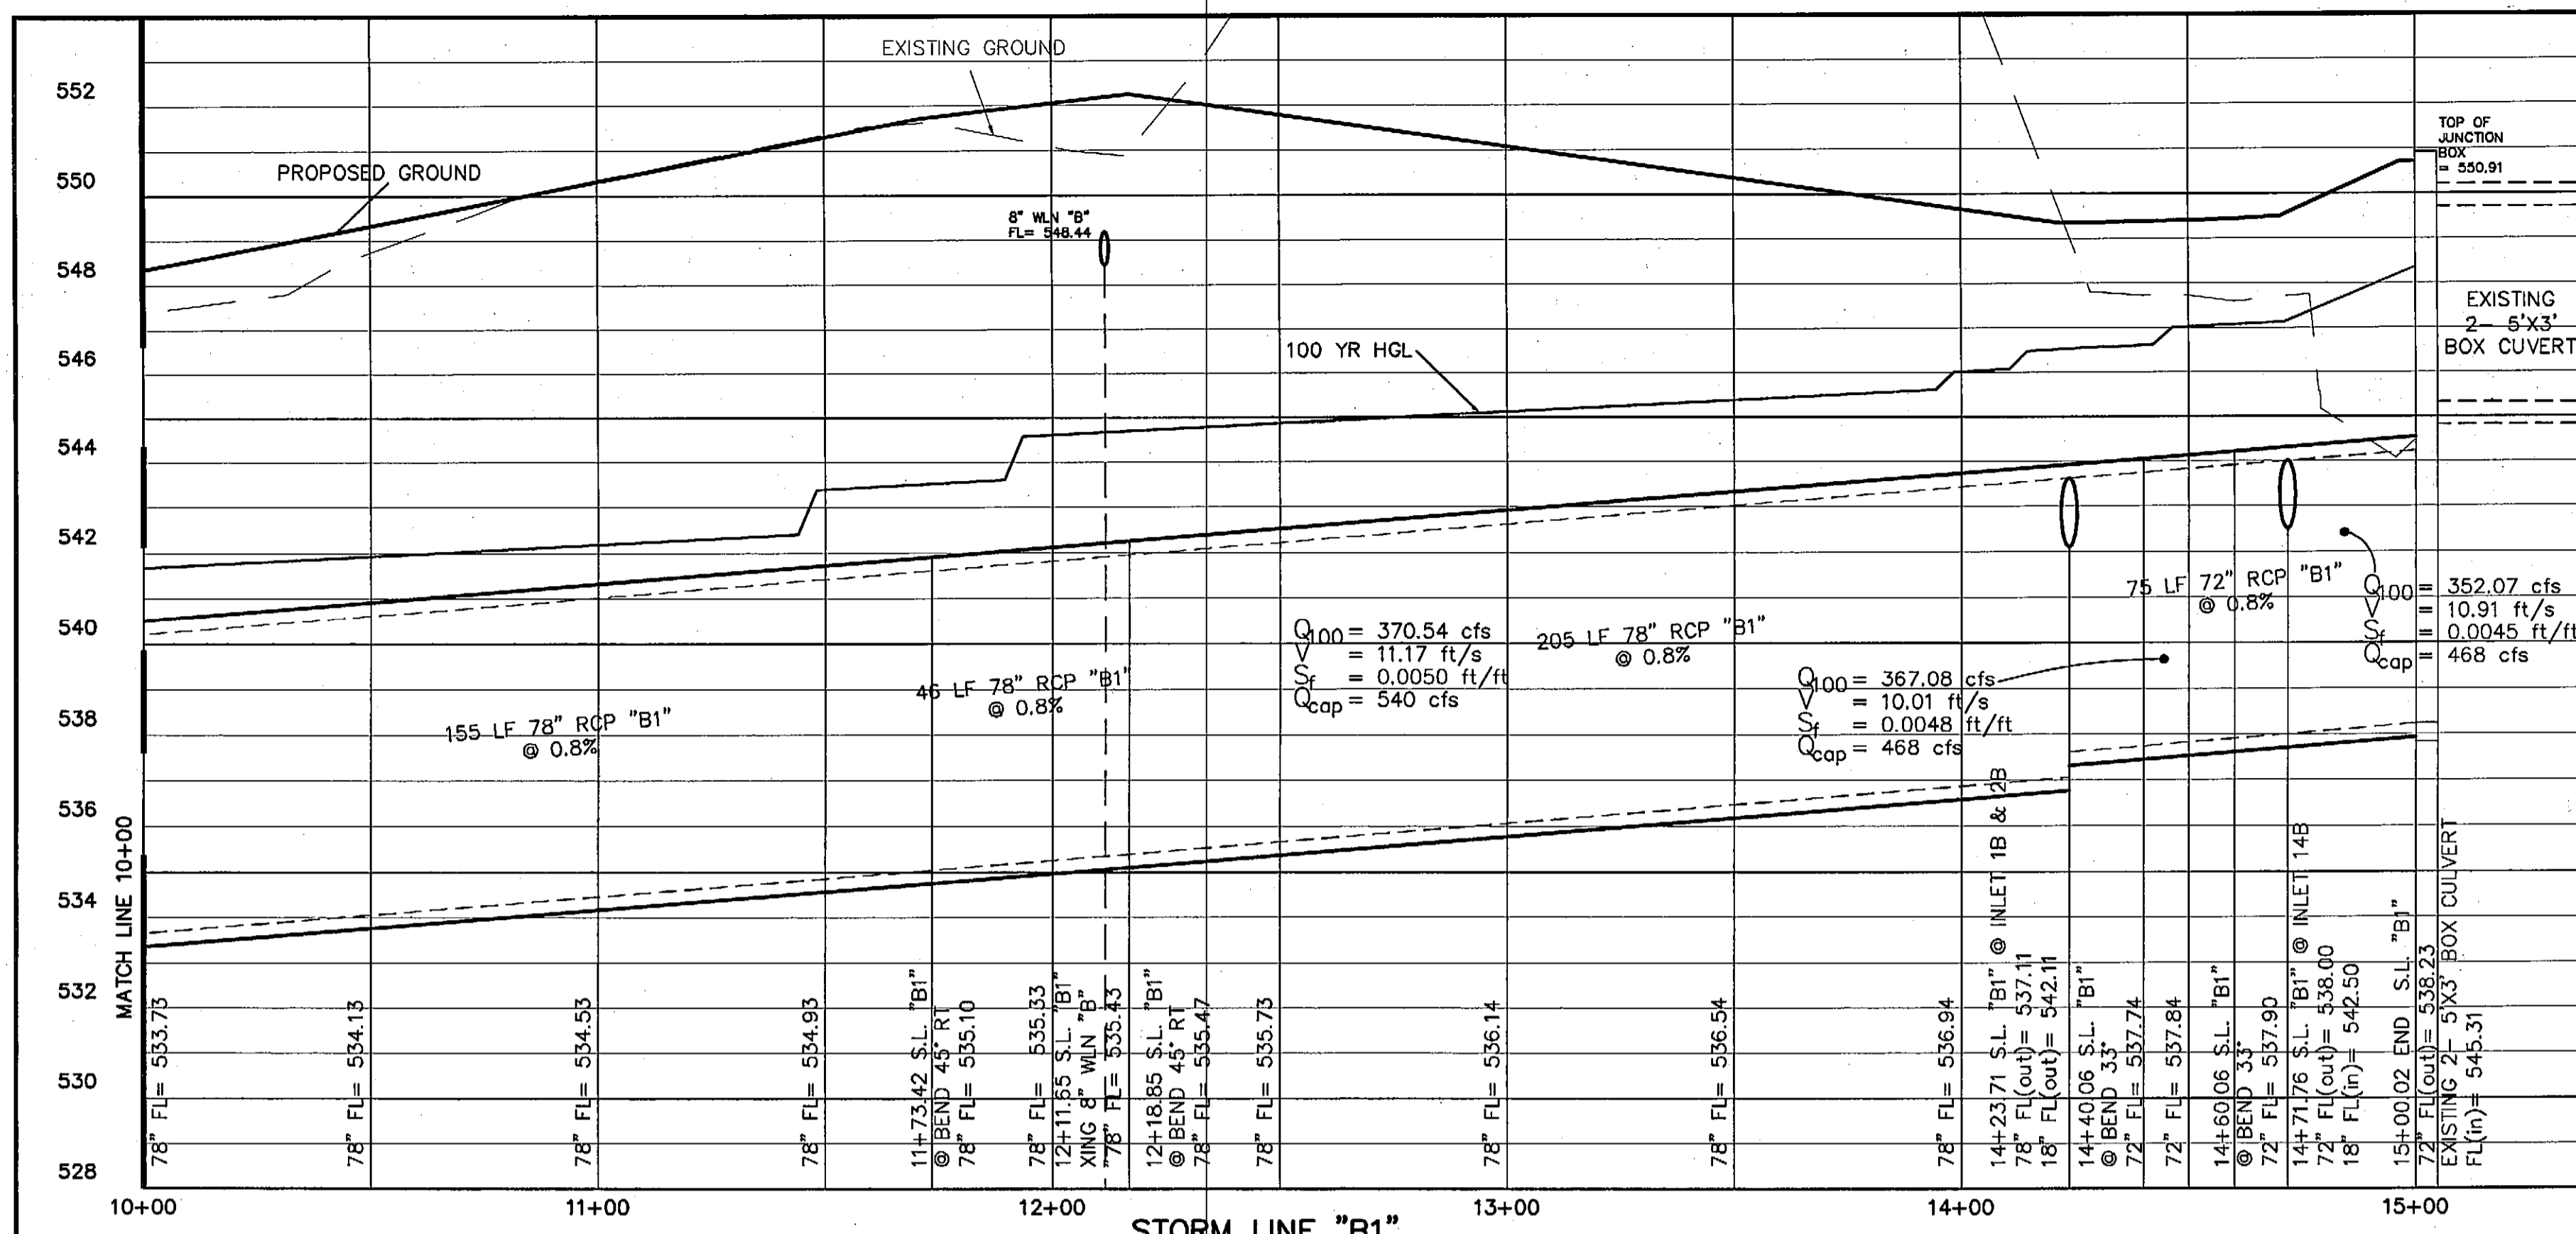 EXISTING GROUND
552
TOP OF
JUNCTION
BOX
= 550.91
PROPOSED GROUND
550
8" WLN "B"
FL= 548.44
548
EXISTING
2- 5'X3'
BOX CUVERT
100 YR HGL
546
544
542
75 LF 72" RCP "B1"
@ 0.8%
Q100 = 352.07 cfs
V = 10.91 ft/s
Sf = 0.0045 ft/ft
Qcap = 468 cfs
540
Q100 = 370.54 cfs
V = 11.17 ft/s
Sf = 0.0050 ft/ft
Qcap = 540 cfs
205 LF 78" RCP "B1"
@ 0.8%
Q100 = 367.08 cfs
V = 10.01 ft/s
Sf = 0.0048 ft/ft
Qcap = 468 cfs
46 LF 78" RCP "B1"
@ 0.8%
538
155 LF 78" RCP "B1"
@ 0.8%
536
534
532
530
528
MATCH LINE 10+00
78" FL= 533.73
78" FL= 534.13
78" FL= 534.53
78" FL= 534.93
11+73.42 S.L. "B1"
@ BEND 45° RT
78" FL= 535.10
78" FL= 535.33
12+11.65 S.L. "B1"
XING 8" WLN "B"
78" FL= 535.43
12+18.85 S.L. "B1"
@ BEND 45° RT
78" FL= 535.47
78" FL= 535.73
78" FL= 536.14
78" FL= 536.54
78" FL= 536.94
14+23.71 S.L. "B1" @ INLET 1B & 2B
78" FL(out)= 537.11
18" FL(out)= 542.11
14+40.06 S.L. "B1"
@ BEND 33°
72" FL= 537.74
72" FL= 537.84
14+60.06 S.L. "B1"
@ BEND 33°
72" FL= 537.90
14+71.76 S.L. "B1" @ INLET 14B
72" FL(out)= 538.00
18" FL(in)= 542.50
15+00.02 END S.L. "B1"
72" FL(out)= 538.23
EXISTING 2- 5'X3' BOX CULVERT
FL(in)= 545.31
10+00
11+00
12+00
13+00
14+00
15+00
STORM LINE "B1"